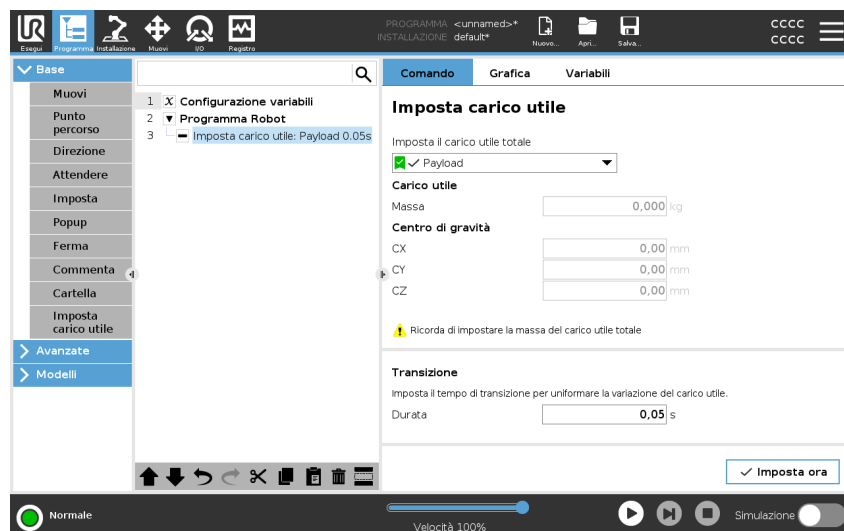 PROGRAMMA <unnamed>*
INSTALLAZIONE default*
Esegui
Programma
Installazione
Muovi
I/O
Registro
Nuovo...
Apri...
Salva...
CCCC
CCCC
Base
Muovi
Punto
percorso
Direzione
Attendere
Imposta
Popup
Ferma
Commenta
Cartella
Imposta
carico utile
Avanzate
Modelli
1 x Configurazione variabili
2 Programma Robot
3 Imposta carico utile: Payload 0.05s
Comando
Grafica
Variabili
Imposta carico utile
Imposta il carico utile totale
Payload
Carico utile
Massa 0,000 kg
Centro di gravità
CX 0,00 mm
CY 0,00 mm
CZ 0,00 mm
Ricorda di impostare la massa del carico utile totale
Transizione
Imposta il tempo di transizione per uniformare la variazione del carico utile.
Durata 0,05 s
Imposta ora
Normale
Velocità 100%
Simulazione